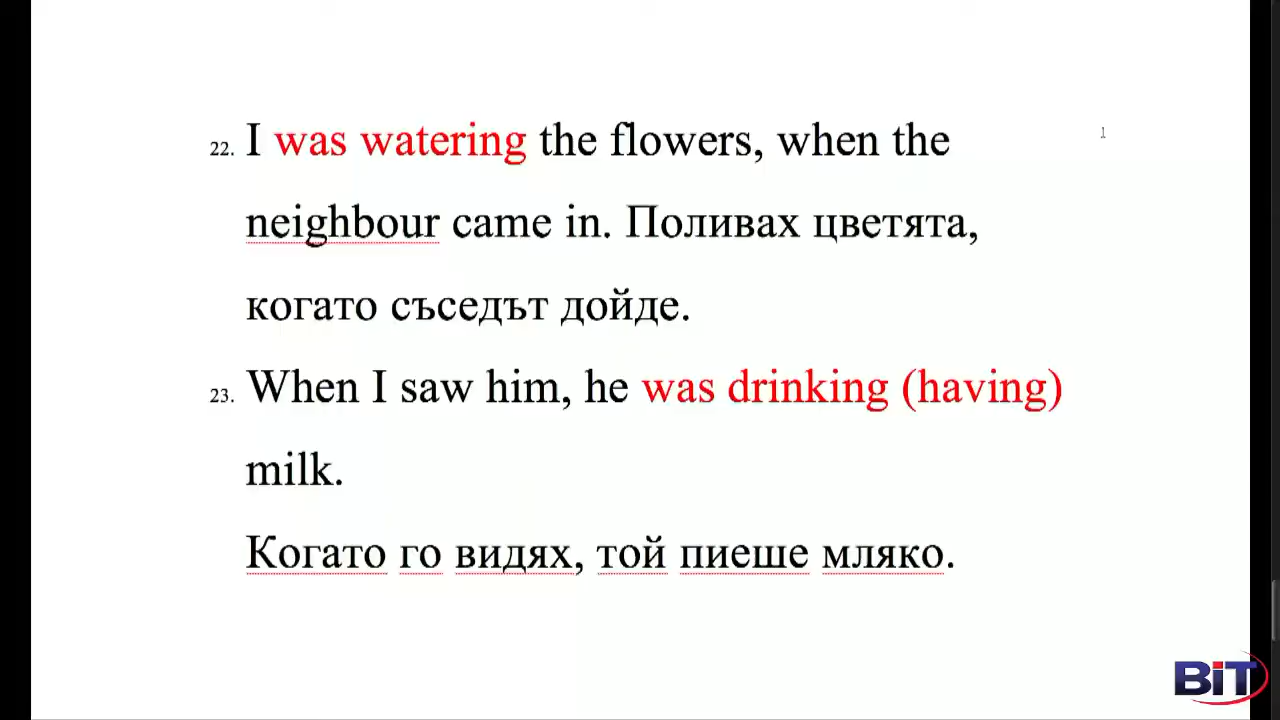 22. I was watering the flowers, when the
1
neighbour came in. Поливах цветята,
когато съседът дойде.
23. When I saw him, he was drinking (having)
milk.
Когато го видях, той пиеше мляко.
BiT